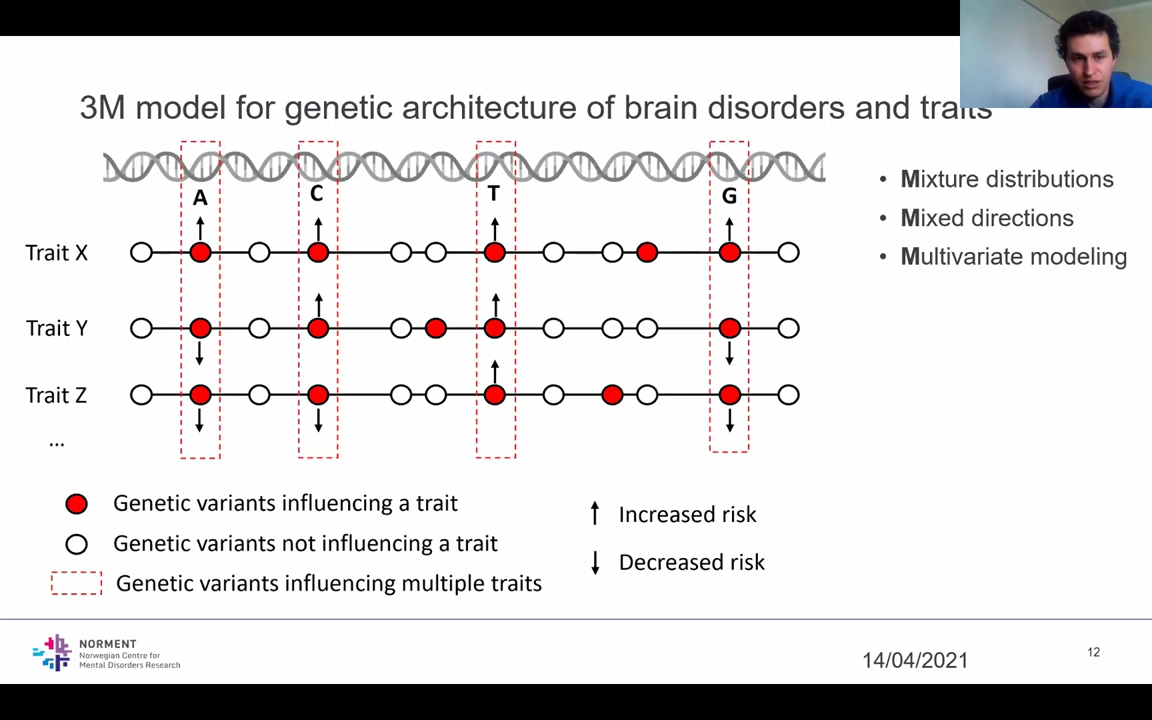 3M model for genetic architecture of brain disorders and traits
A C T G
• Mixture distributions
• Mixed directions
• Multivariate modeling
Trait X
Trait Y
Trait Z
...
Genetic variants influencing a trait
Genetic variants not influencing a trait
Genetic variants influencing multiple traits
Increased risk
Decreased risk
NORMENT
Norwegian Centre for
Mental Disorders Research
14/04/2021
12